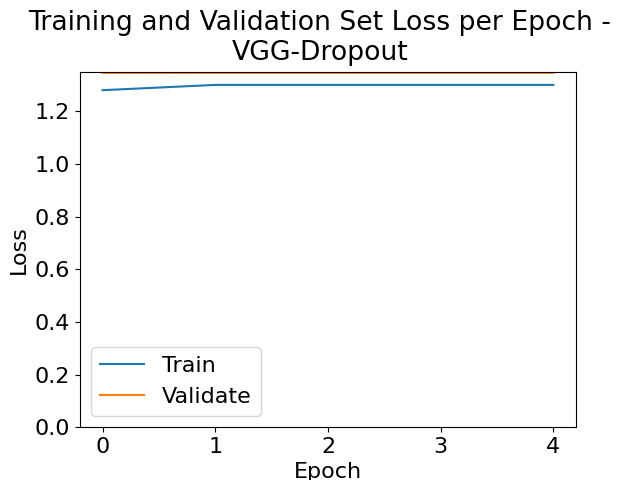 Training and Validation Set Loss per Epoch -
VGG-Dropout
Loss
1.2
1.0
0.8
0.6
0.4
0.2
0.0
Train
Validate
0 1 2 3 4
Epoch